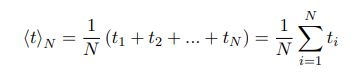 ⟨t⟩_N = \frac{1}{N} (t_1 + t_2 + ... + t_N) = \frac{1}{N} \sum_{i=1}^{N} t_i